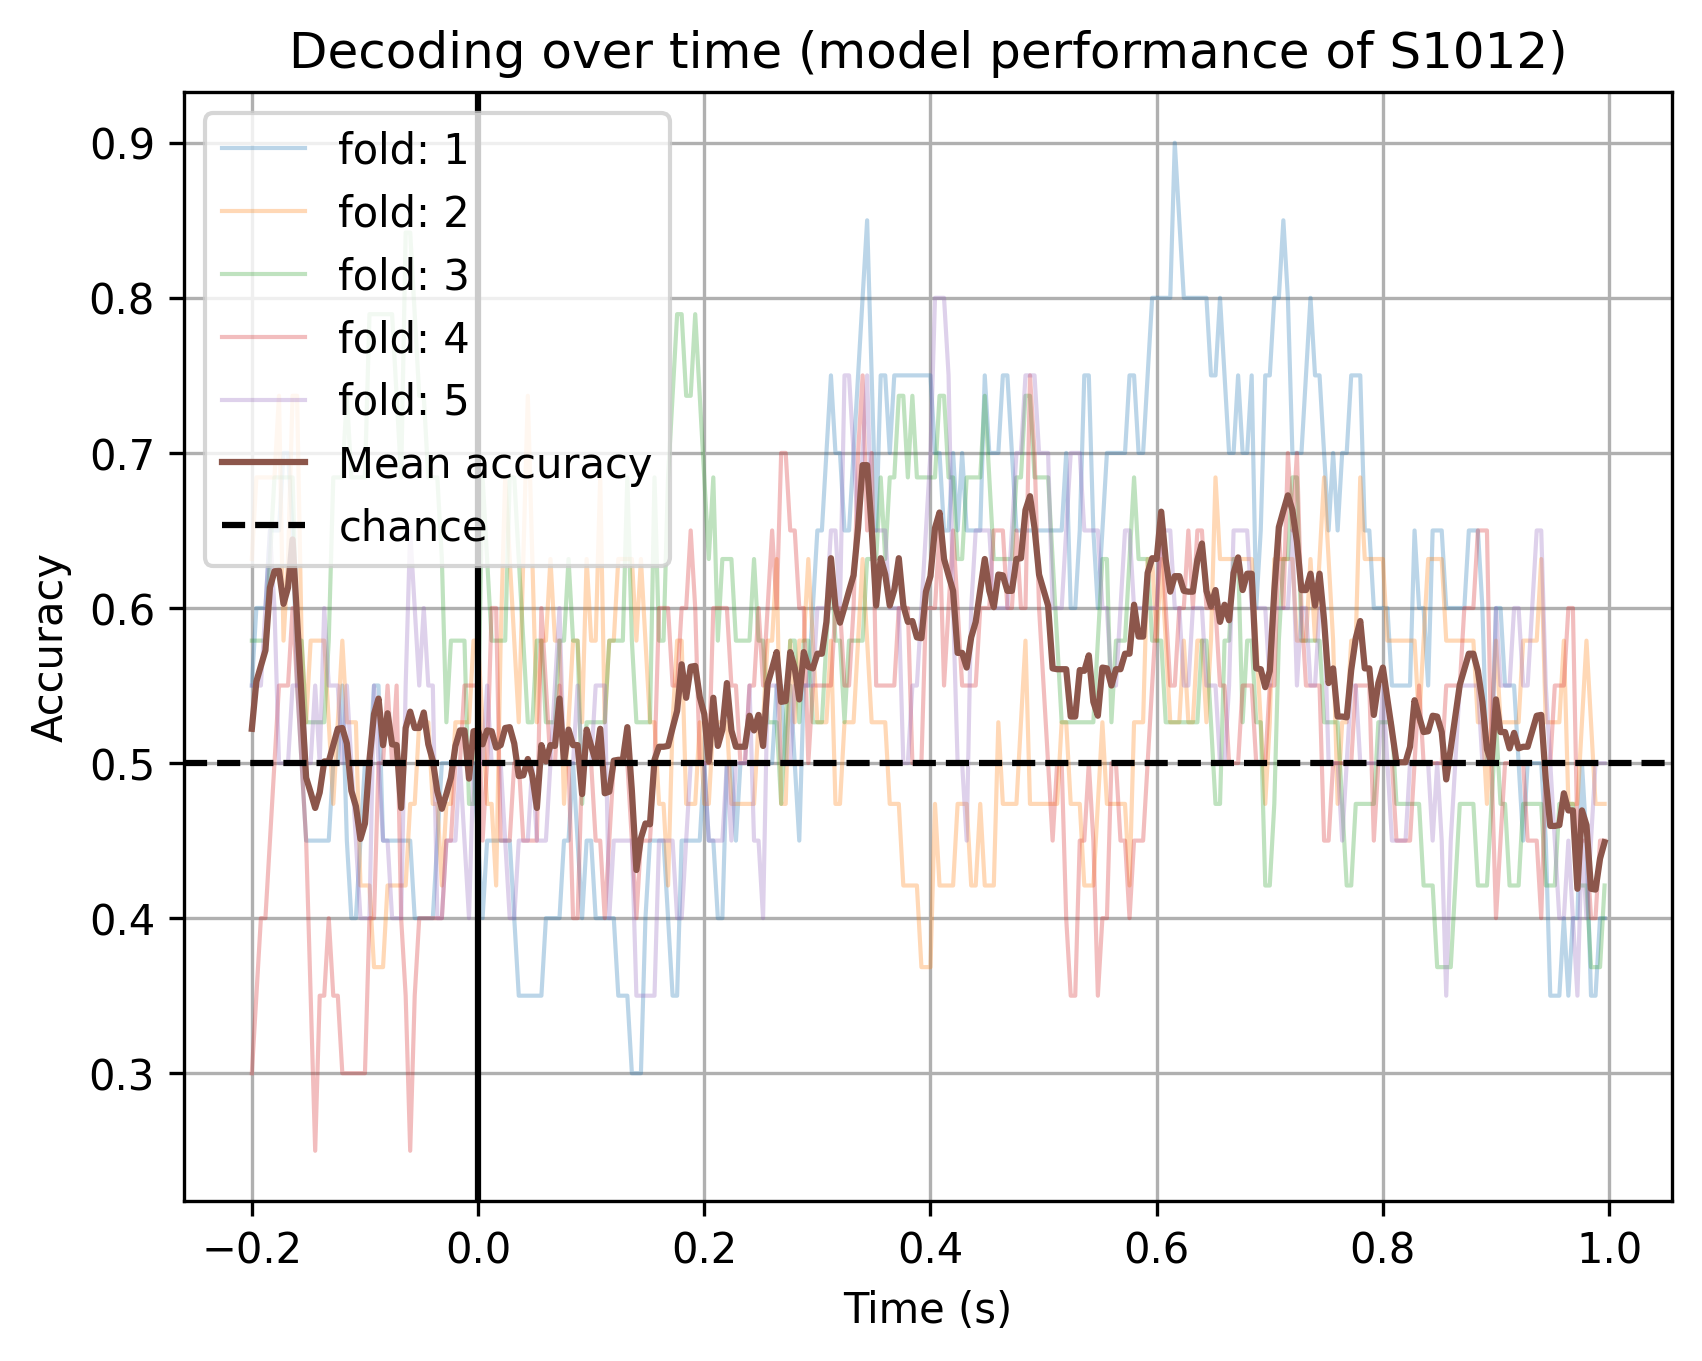 Decoding over time (model performance of S1012)
fold: 1
fold: 2
fold: 3
fold: 4
fold: 5
Mean accuracy
chance
Accuracy
0.9
0.8
0.7
0.6
0.5
0.4
0.3
−0.2 0.0 0.2 0.4 0.6 0.8 1.0
Time (s)